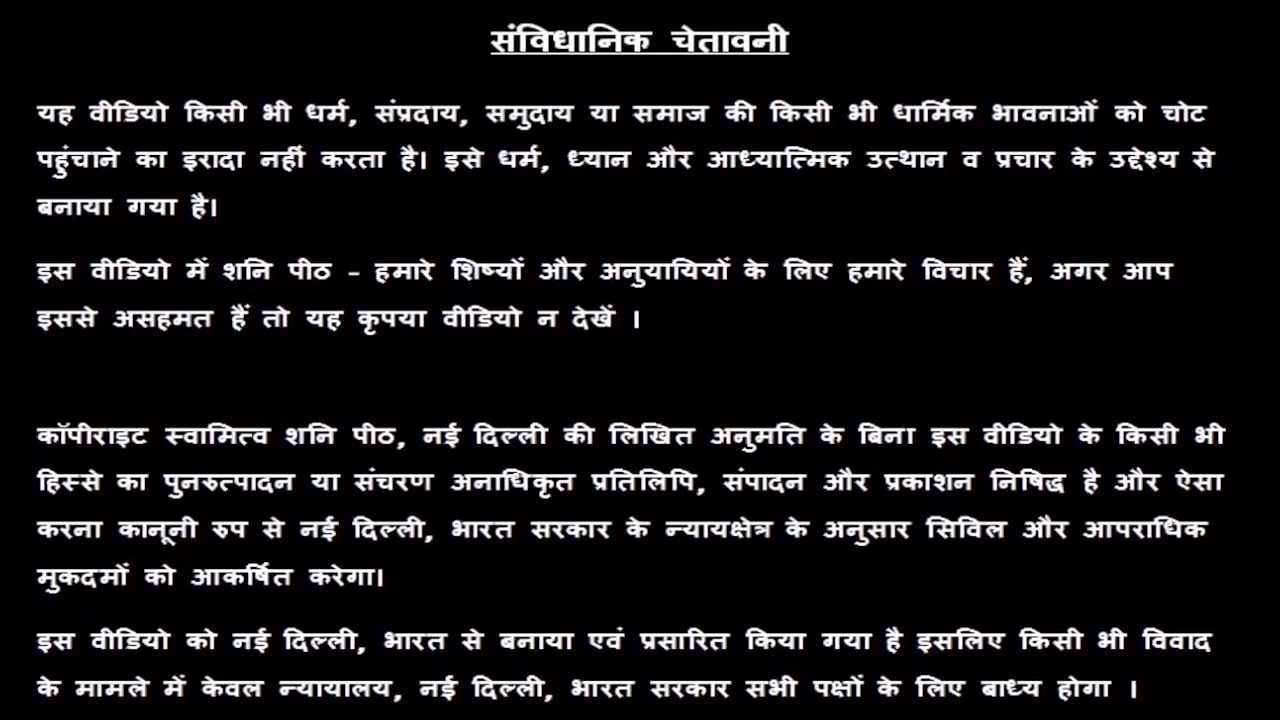 संविधानिक चेतावनी
यह वीडियो किसी भी धर्म, संप्रदाय, समुदाय या समाज की किसी भी धार्मिक भावनाओं को चोट
पहुंचाने का इरादा नहीं करता है। इसे धर्म, ध्यान और आध्यात्मिक उत्थान व प्रचार के उद्देश्य से
बनाया गया है।
इस वीडियो में शनि पीठ - हमारे शिष्यों और अनुयायियों के लिए हमारे विचार हैं, अगर आप
इससे असहमत हैं तो यह कृपया वीडियो न देखें ।
कॉपीराइट स्वामित्व शनि पीठ, नई दिल्ली की लिखित अनुमति के बिना इस वीडियो के किसी भी
हिस्से का पुनरुत्पादन या संचरण अनाधिकृत प्रतिलिपि, संपादन और प्रकाशन निषिद्ध है और ऐसा
करना कानूनी रुप से नई दिल्ली, भारत सरकार के न्यायक्षेत्र के अनुसार सिविल और आपराधिक
मुकदमों को आकर्षित करेगा।
इस वीडियो को नई दिल्ली, भारत से बनाया एवं प्रसारित किया गया है इसलिए किसी भी विवाद
के मामले में केवल न्यायालय, नई दिल्ली, भारत सरकार सभी पक्षों के लिए बाध्य होगा ।